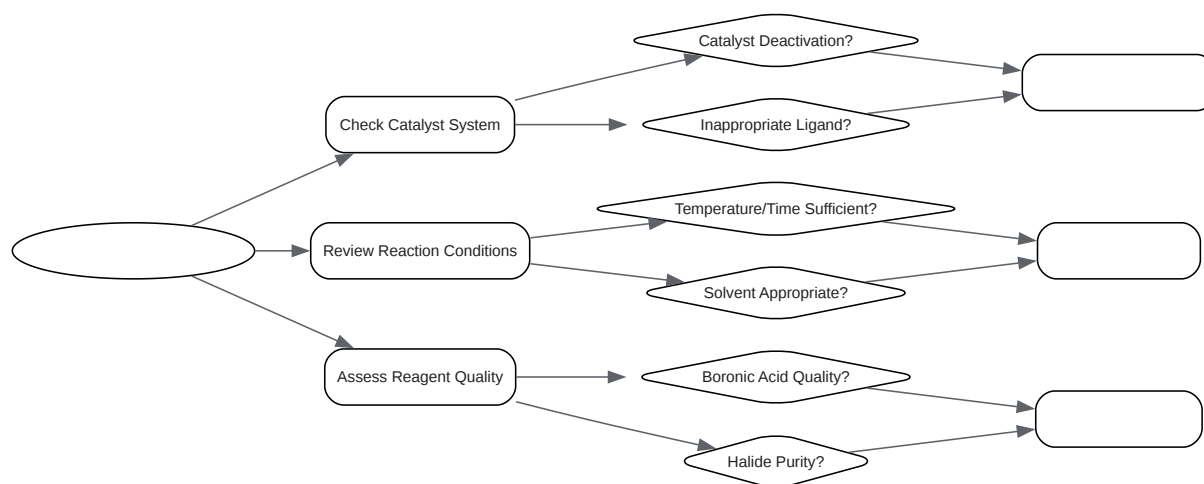 Catalyst Deactivation?
Check Catalyst System
Inappropriate Ligand?
Temperature/Time Sufficient?
Review Reaction Conditions
Solvent Appropriate?
Assess Reagent Quality
Boronic Acid Quality?
Halide Purity?